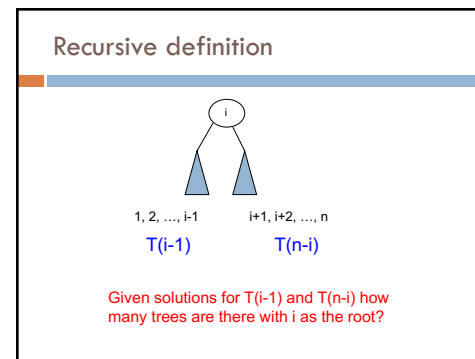 Recursive definition
i
1, 2, …, i-1 i+1, i+2, …, n
T(i-1) T(n-i)
Given solutions for T(i-1) and T(n-i) how
many trees are there with i as the root?